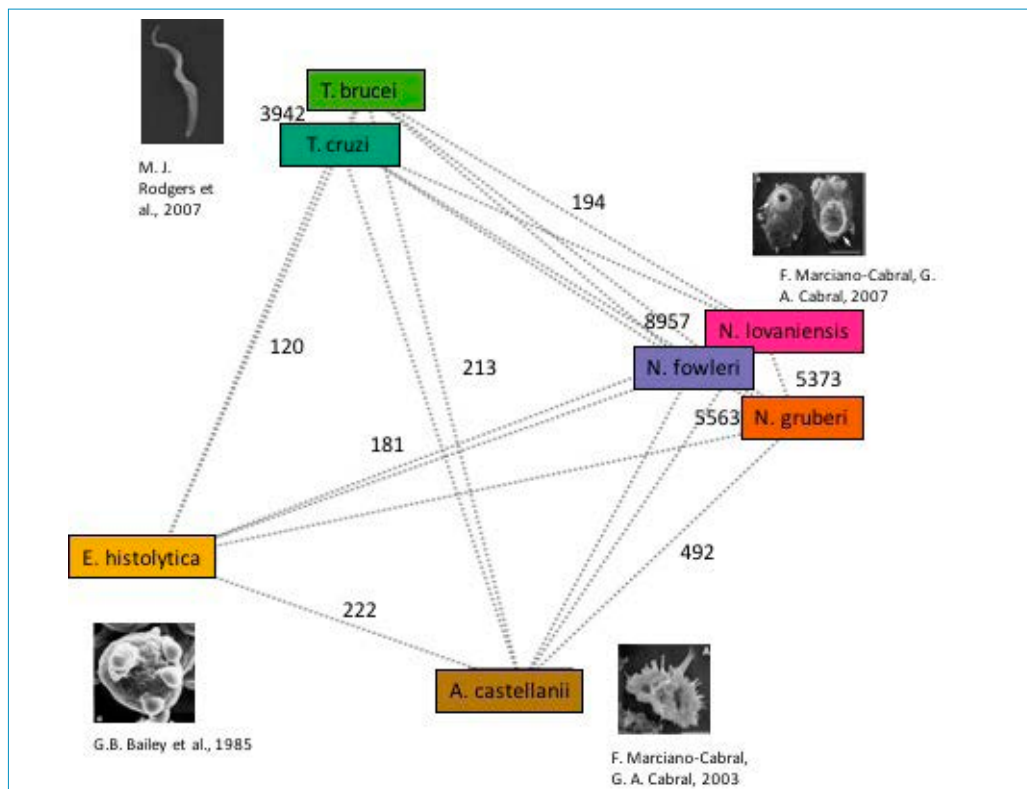 T. brucei
3942
T. cruzi
M. J.
Rodgers et
al., 2007
194
F. Marciano-Cabral, G.
A. Cabral, 2007
8957
N. lovaniensis
120
213
N. fowleri
5373
5563
N. gruberi
181
E. histolytica
492
222
A. castellanii
G.B. Bailey et al., 1985
F. Marciano-Cabral,
G. A. Cabral, 2003